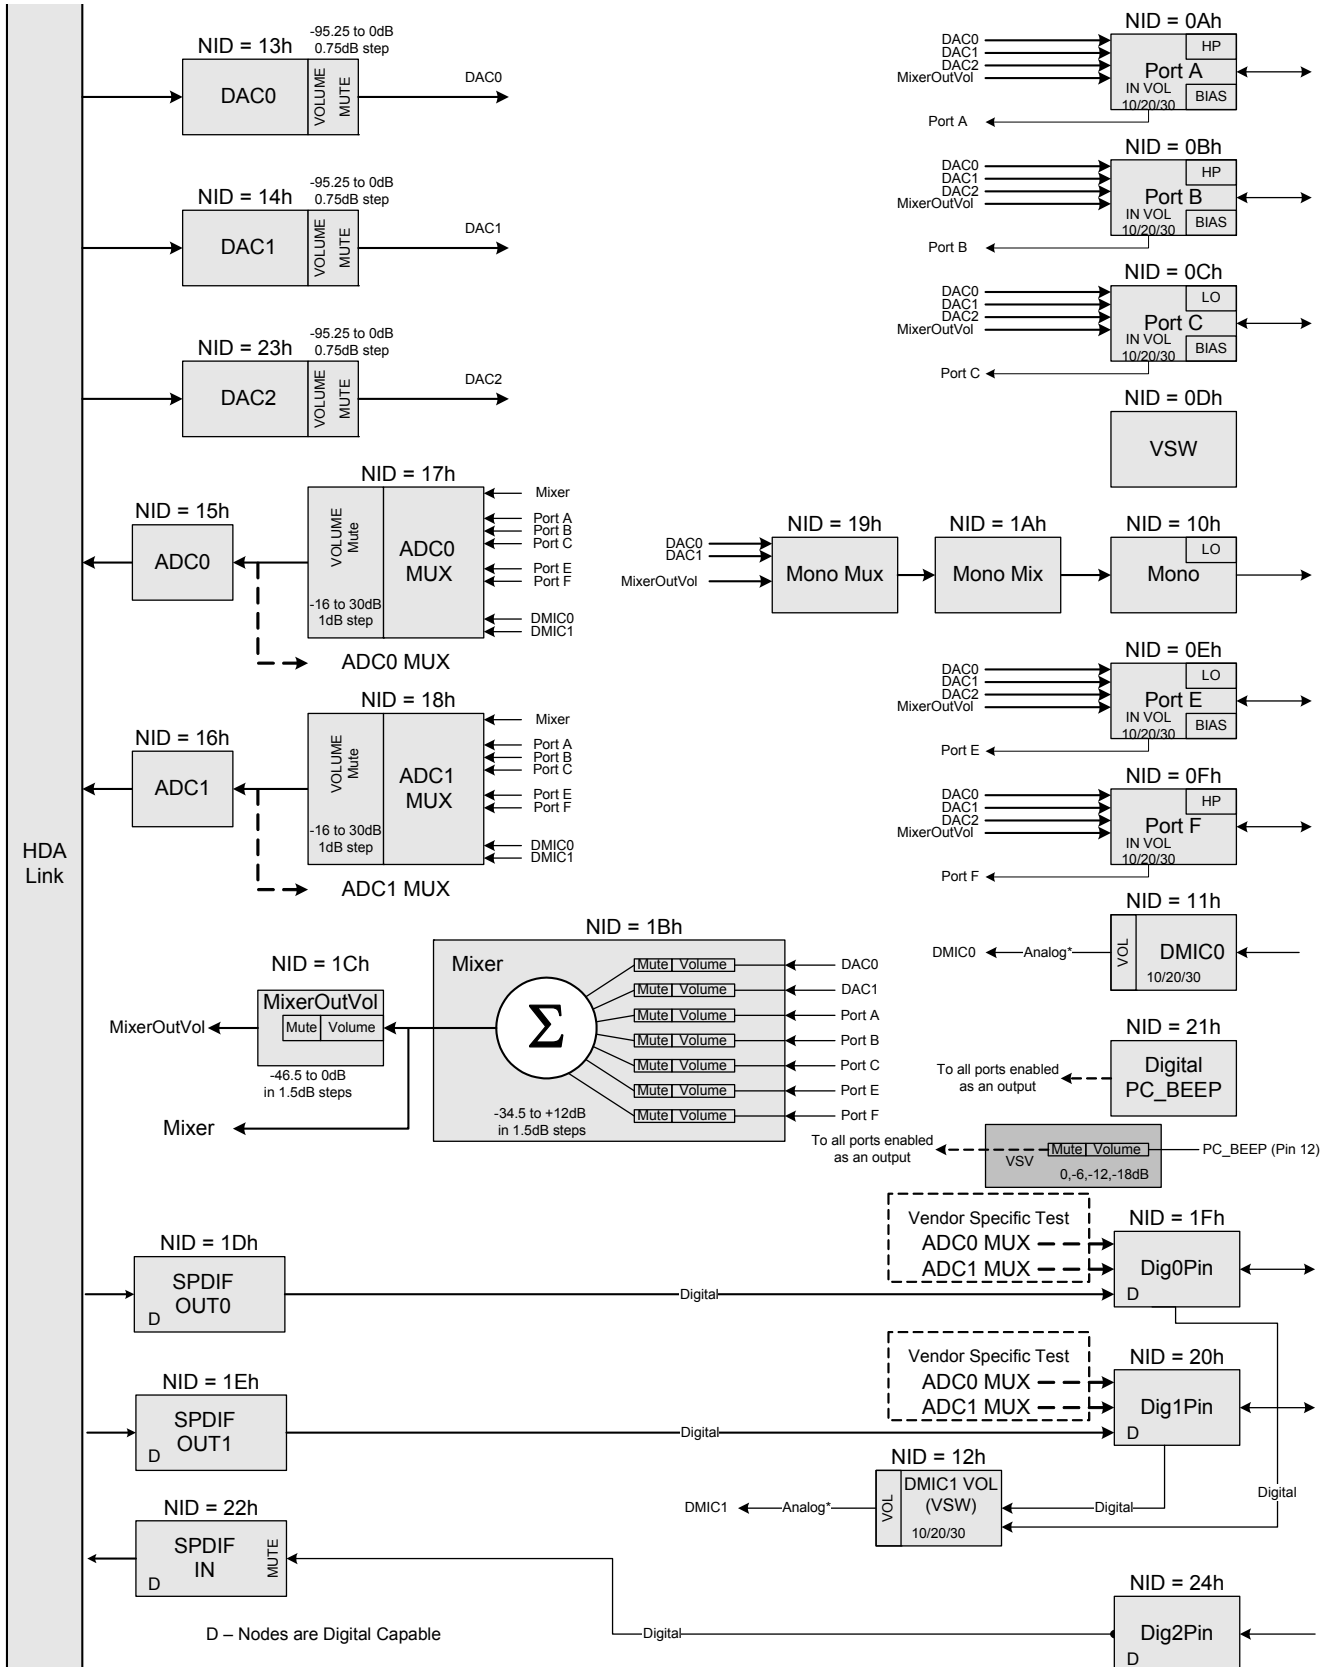 HDA
Link
NID = 13h
-95.25 to 0dB
0.75dB step
DAC0
VOLUME
MUTE
DAC0
NID = 14h
-95.25 to 0dB
0.75dB step
DAC1
VOLUME
MUTE
DAC1
NID = 23h
-95.25 to 0dB
0.75dB step
DAC2
VOLUME
MUTE
DAC2
NID = 17h
NID = 15h
ADC0
VOLUME
Mute
-16 to 30dB
1dB step
ADC0
MUX
Mixer
Port A
Port B
Port C
Port E
Port F
DMIC0
DMIC1
ADC0 MUX
NID = 18h
NID = 16h
ADC1
VOLUME
Mute
-16 to 30dB
1dB step
ADC1
MUX
Mixer
Port A
Port B
Port C
Port E
Port F
DMIC0
DMIC1
ADC1 MUX
NID = 1Bh
Mixer
Σ
Mute Volume
Mute Volume
Mute Volume
Mute Volume
Mute Volume
Mute Volume
Mute Volume
DAC0
DAC1
Port A
Port B
Port C
Port E
Port F
-34.5 to +12dB
in 1.5dB steps
NID = 1Ch
MixerOutVol
Mute Volume
-46.5 to 0dB
in 1.5dB steps
MixerOutVol
Mixer
NID = 0Ah
DAC0
DAC1
DAC2
MixerOutVol
HP
Port A
IN VOL
10/20/30
BIAS
Port A
NID = 0Bh
DAC0
DAC1
DAC2
MixerOutVol
HP
Port B
IN VOL
10/20/30
BIAS
Port B
NID = 0Ch
DAC0
DAC1
DAC2
MixerOutVol
LO
Port C
IN VOL
10/20/30
BIAS
Port C
NID = 0Dh
VSW
NID = 19h
NID = 1Ah
NID = 10h
DAC0
DAC1
MixerOutVol
Mono Mux
Mono Mix
LO
Mono
NID = 0Eh
DAC0
DAC1
DAC2
MixerOutVol
LO
Port E
IN VOL
10/20/30
BIAS
Port E
NID = 0Fh
DAC0
DAC1
DAC2
MixerOutVol
HP
Port F
IN VOL
10/20/30
Port F
NID = 11h
DMIC0
Analog*
VOL
DMIC0
10/20/30
NID = 21h
To all ports enabled
as an output
Digital
PC_BEEP
To all ports enabled
as an output
VSV
Mute Volume
0,-6,-12,-18dB
PC_BEEP (Pin 12)
NID = 1Dh
SPDIF
OUT0
D
Digital
Vendor Specific Test
ADC0 MUX
ADC1 MUX
NID = 1Fh
Dig0Pin
D
NID = 1Eh
SPDIF
OUT1
D
Digital
Vendor Specific Test
ADC0 MUX
ADC1 MUX
NID = 20h
Dig1Pin
D
NID = 12h
DMIC1
Analog*
VOL
DMIC1 VOL
(VSW)
10/20/30
Digital
Digital
NID = 22h
SPDIF
IN
D
MUTE
D – Nodes are Digital Capable
Digital
NID = 24h
Dig2Pin
D